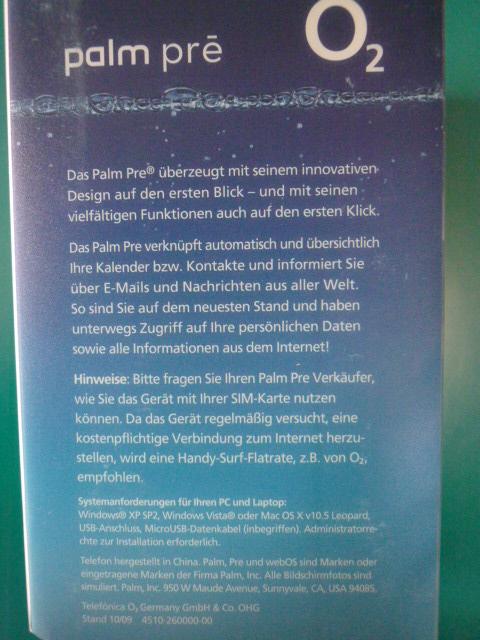 palm prē
O2
Das Palm Pre® überzeugt mit seinem innovativen
Design auf den ersten Blick – und mit seinen
vielfältigen Funktionen auch auf den ersten Klick.
Das Palm Pre verknüpft automatisch und übersichtlich
Ihre Kalender bzw. Kontakte und informiert Sie
über E-Mails und Nachrichten aus aller Welt.
So sind Sie auf dem neuesten Stand und haben
unterwegs Zugriff auf Ihre persönlichen Daten
sowie alle Informationen aus dem Internet!
Hinweise: Bitte fragen Sie Ihren Palm Pre Verkäufer,
wie Sie das Gerät mit Ihrer SIM-Karte nutzen
können. Da das Gerät regelmäßig versucht, eine
kostenpflichtige Verbindung zum Internet herzu-
stellen, wird eine Handy-Surf-Flatrate, z.B. von O2,
empfohlen.
Systemanforderungen für Ihren PC und Laptop:
Windows® XP SP2, Windows Vista® oder Mac OS X v10.5 Leopard,
USB-Anschluss, MicroUSB-Datenkabel (inbegriffen). Administratorre-
chte zur Installation erforderlich.
Telefon hergestellt in China. Palm, Pre und webOS sind Marken oder
eingetragene Marken der Firma Palm, Inc. Alle Bildschirmfotos sind
simuliert. Palm, Inc. 950 W Maude Avenue, Sunnyvale, CA, USA 94085.
Telefónica O2 Germany GmbH & Co. OHG
Stand 10/09 4510-260000-00